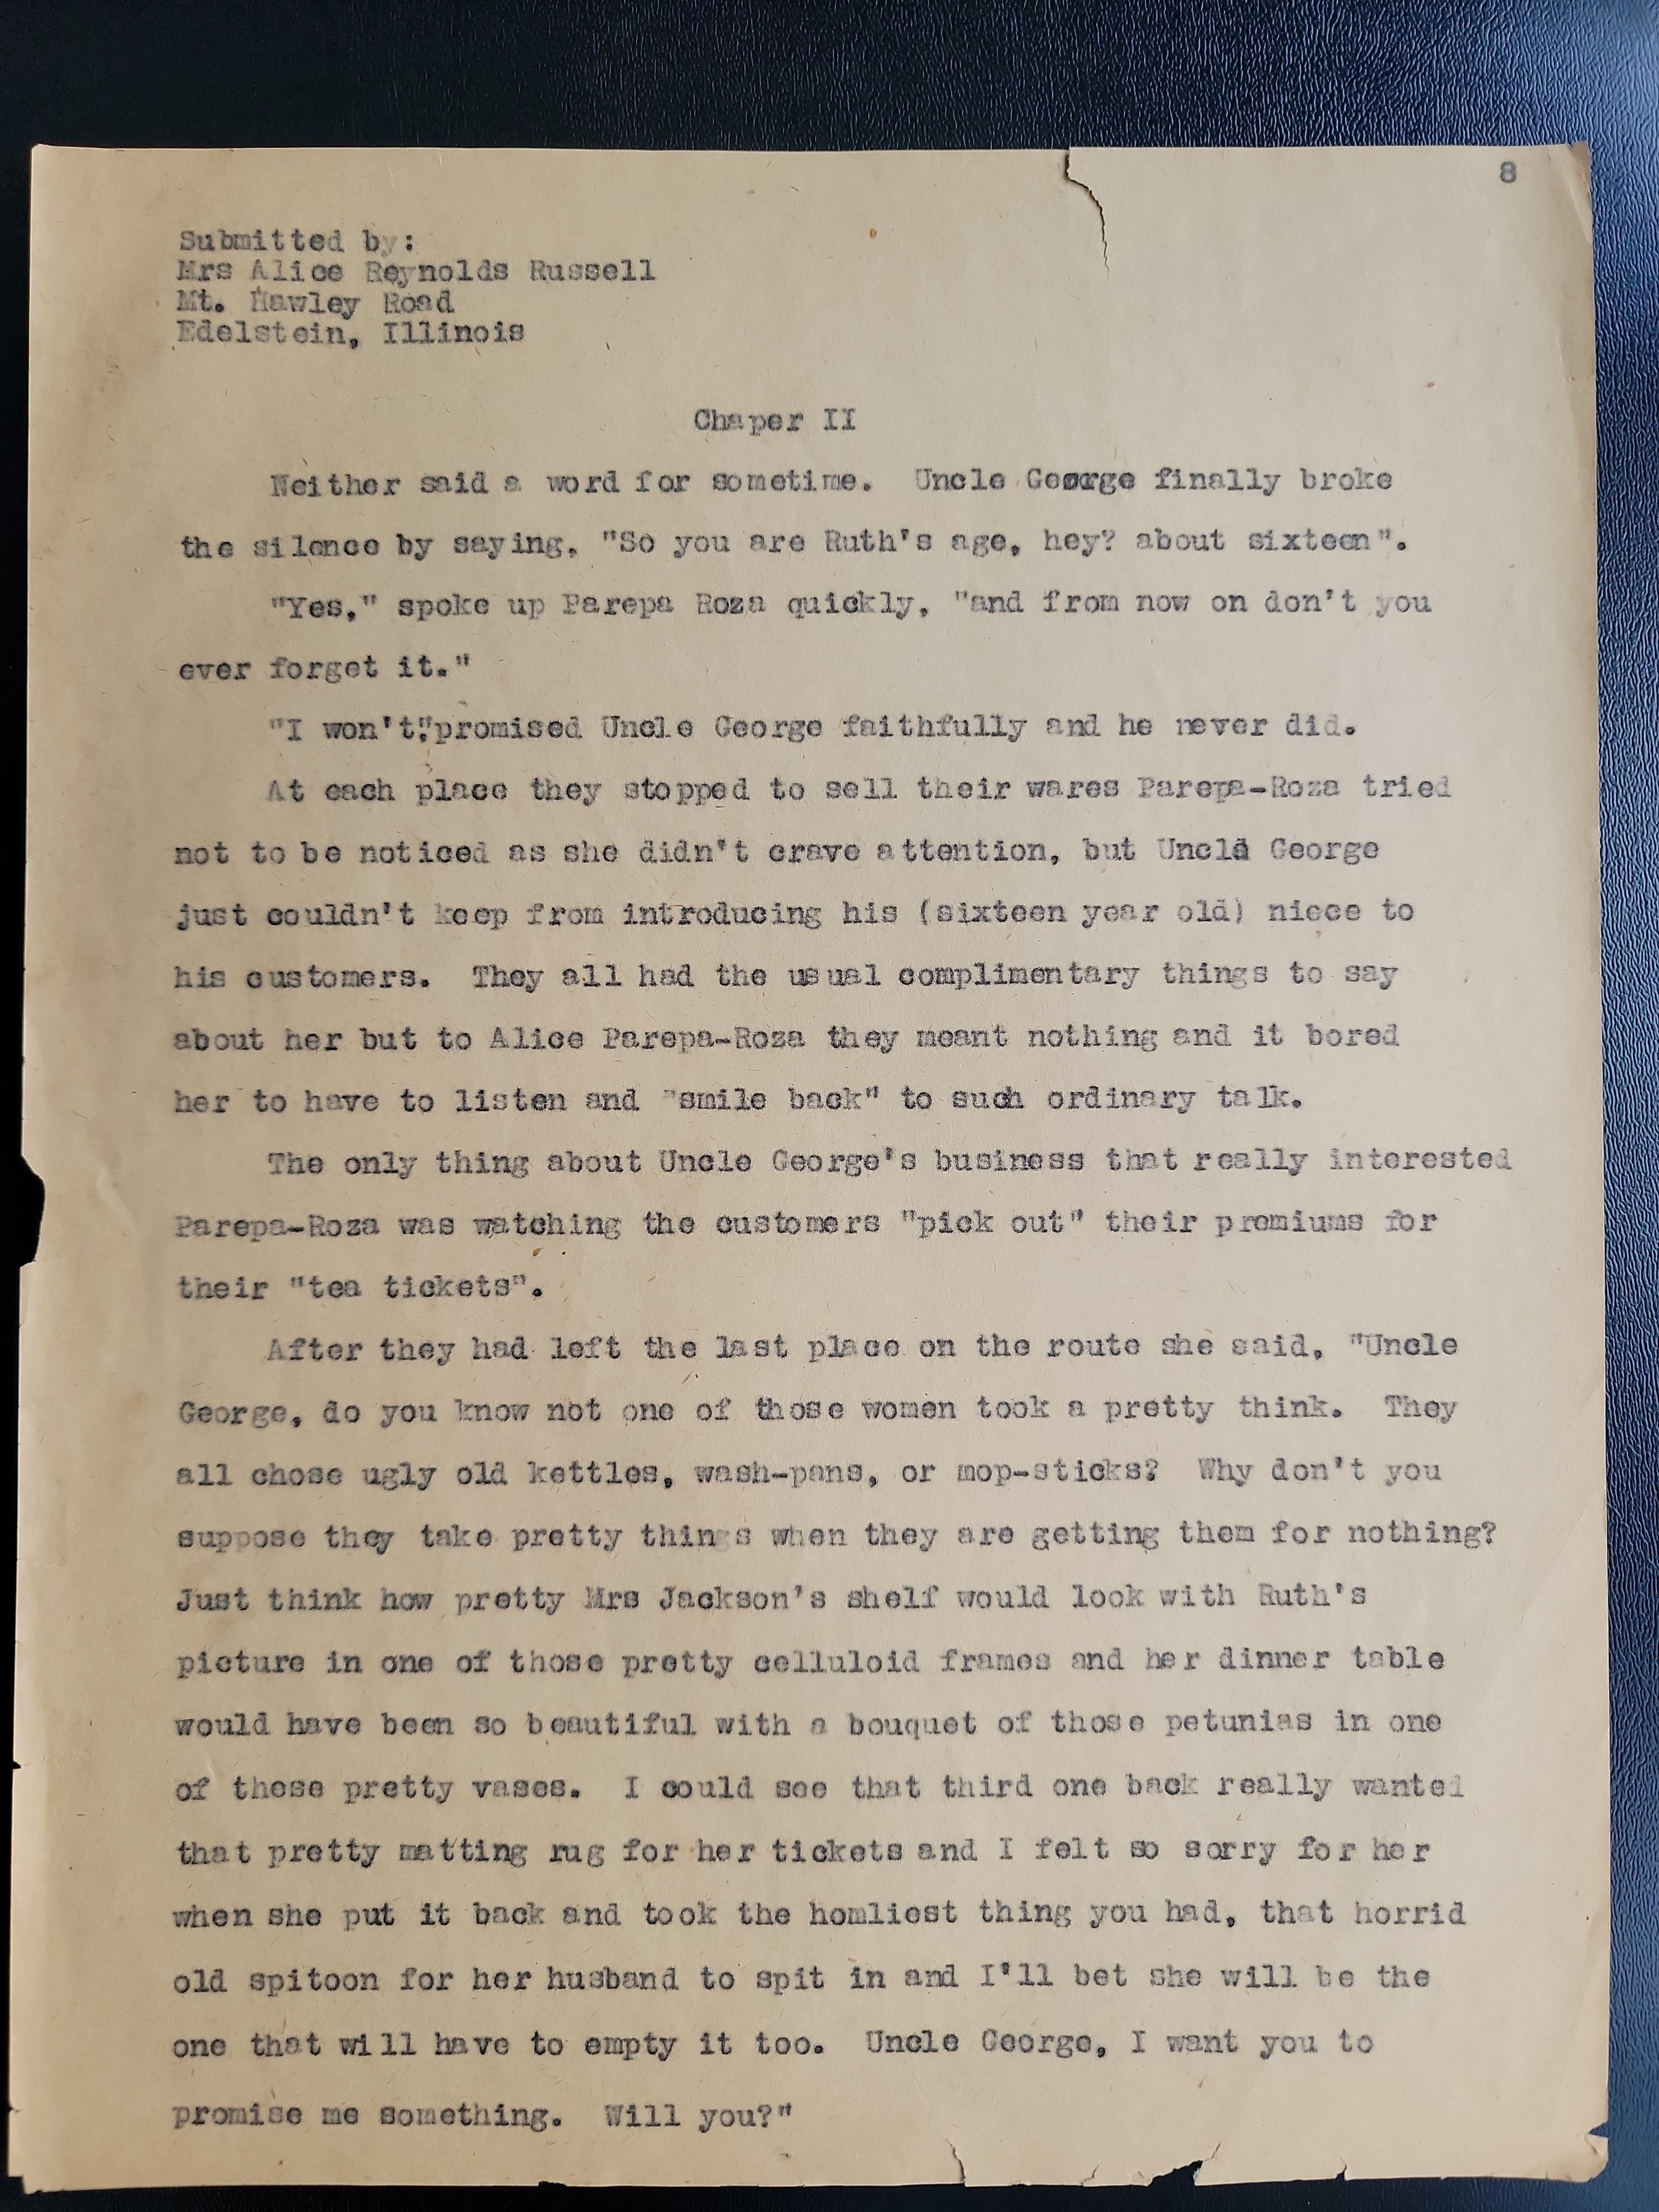 8
Submitted by:
Mrs Alice Reynolds Russell
Mt. Hawley Road
Edelstein, Illinois
Chaper II
Neither said a word for sometime.  Uncle George finally broke
the silence by saying, "So you are Ruth's age, hey? about sixteen".
"Yes," spoke up Parepa Roza quickly, "and from now on don't you
ever forget it."
"I won't," promised Uncle George faithfully and he never did.
At each place they stopped to sell their wares Parepa-Roza tried
not to be noticed as she didn't crave attention, but Uncle George
just couldn't keep from introducing his (sixteen year old) niece to
his customers.  They all had the usual complimentary things to say
about her but to Alice Parepa-Roza they meant nothing and it bored
her to have to listen and "smile back" to such ordinary talk.
The only thing about Uncle George's business that really interested
Parepa-Roza was watching the customers "pick out" their premiums for
their "tea tickets".
After they had left the last place on the route she said, "Uncle
George, do you know not one of those women took a pretty think.  They
all chose ugly old kettles, wash-pans, or mop-sticks?  Why don't you
suppose they take pretty things when they are getting them for nothing?
Just think how pretty Mrs Jackson's shelf would look with Ruth's
picture in one of those pretty celluloid frames and her dinner table
would have been so beautiful with a bouquet of those petunias in one
of these pretty vases.  I could see that third one back really wanted
that pretty matting rug for her tickets and I felt so sorry for her
when she put it back and took the homliest thing you had, that horrid
old spitoon for her husband to spit in and I'll bet she will be the
one that will have to empty it too.  Uncle George, I want you to
promise me something.  Will you?"